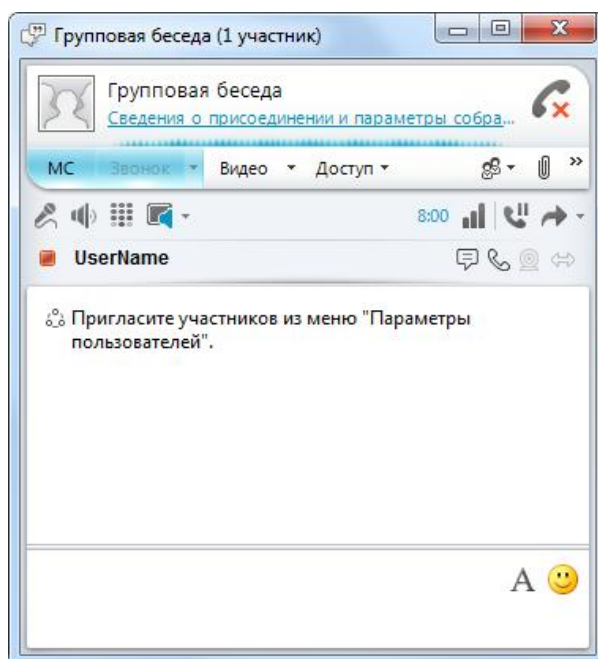 Групповая беседа (1 участник)
Групповая беседа
Сведения о присоединении и параметры собра...
МС Звонок Видео Доступ
8:00
UserName
Пригласите участников из меню "Параметры
пользователей".
A